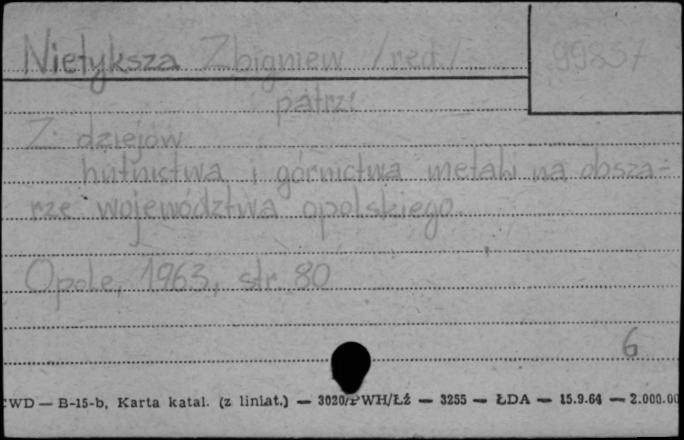 Nietyksza Zbigniew /red/
99857
patrz:
Z dziejów
hutnictwa i górnictwa metali na obsza=
rze województwa opolskiego.
Opole, 1963, str. 80
6
CWD — B-15-b, Karta katal. (z liniat.) — 3020/PWH/Łź — 3255 — ŁDA — 15.9.64 — 2.000.00